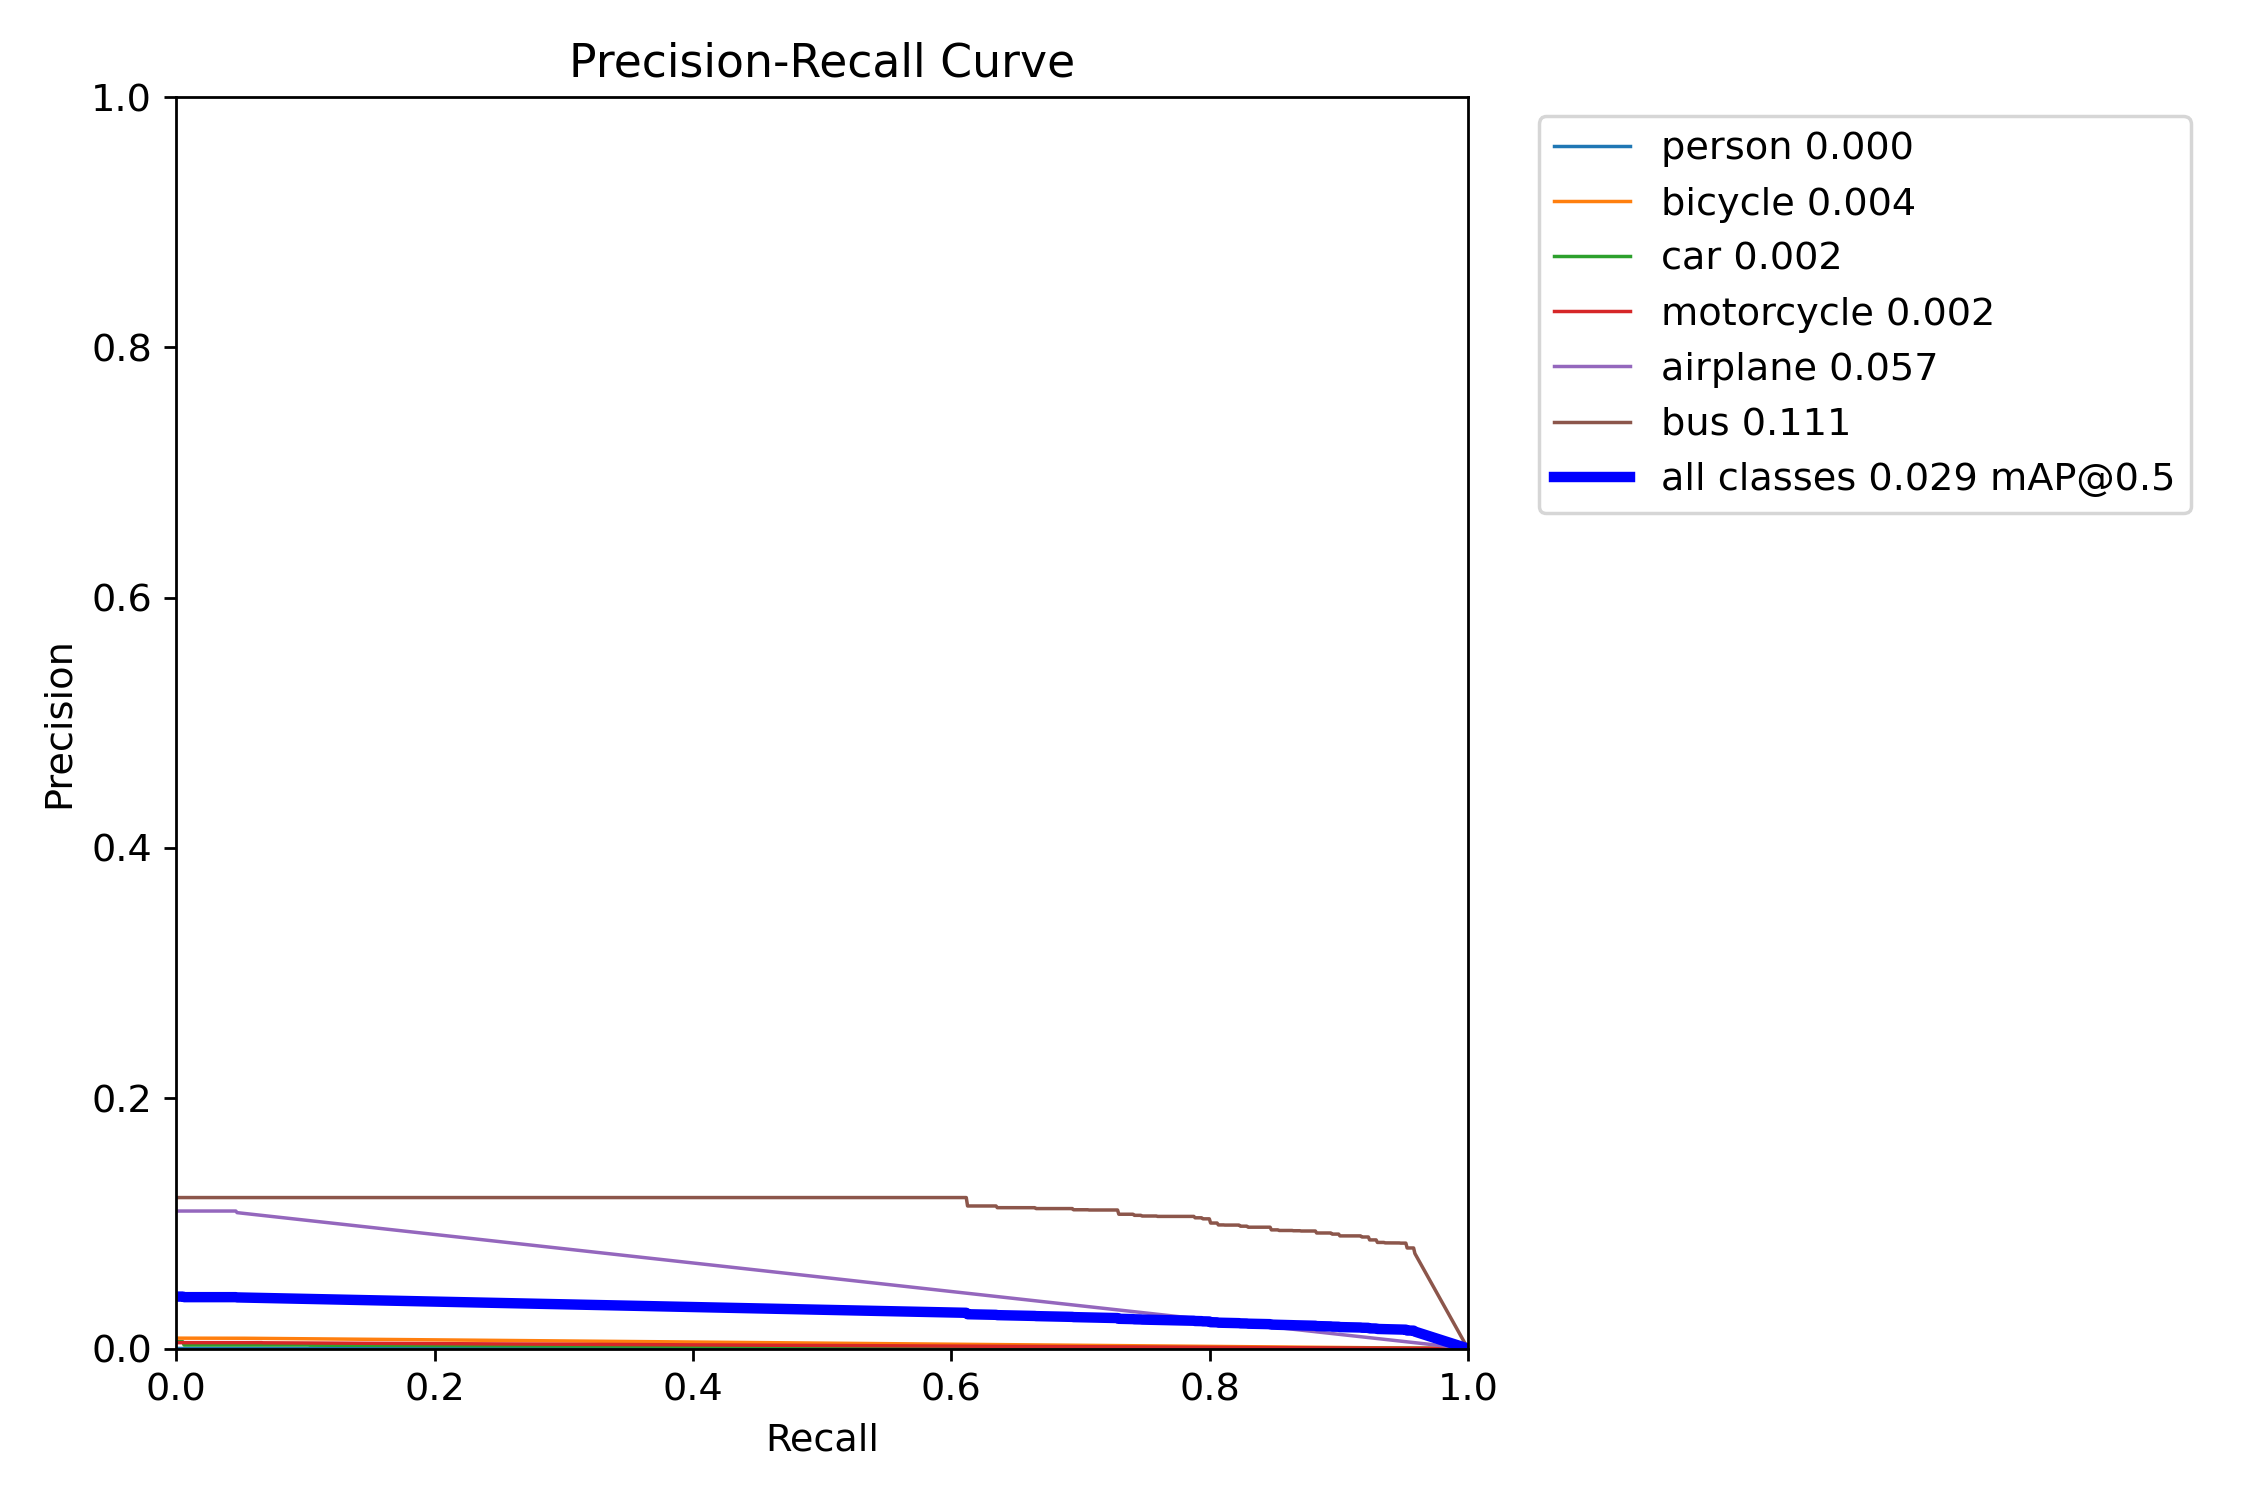 Precision-Recall Curve
1.0
0.8
0.6
0.4
0.2
0.0
Precision
0.0 0.2 0.4 0.6 0.8 1.0
Recall
person 0.000
bicycle 0.004
car 0.002
motorcycle 0.002
airplane 0.057
bus 0.111
all classes 0.029 mAP@0.5